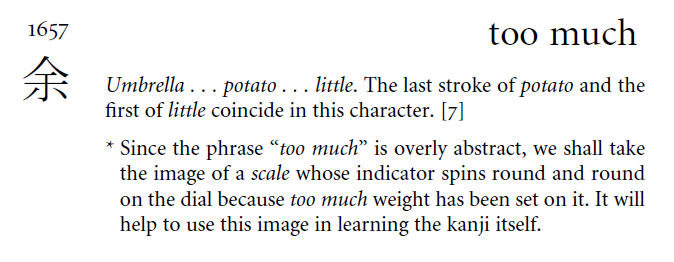 1657
too much
余
Umbrella . . . potato . . . little. The last stroke of potato and the
first of little coincide in this character. [7]
* Since the phrase “too much” is overly abstract, we shall take
the image of a scale whose indicator spins round and round
on the dial because too much weight has been set on it. It will
help to use this image in learning the kanji itself.